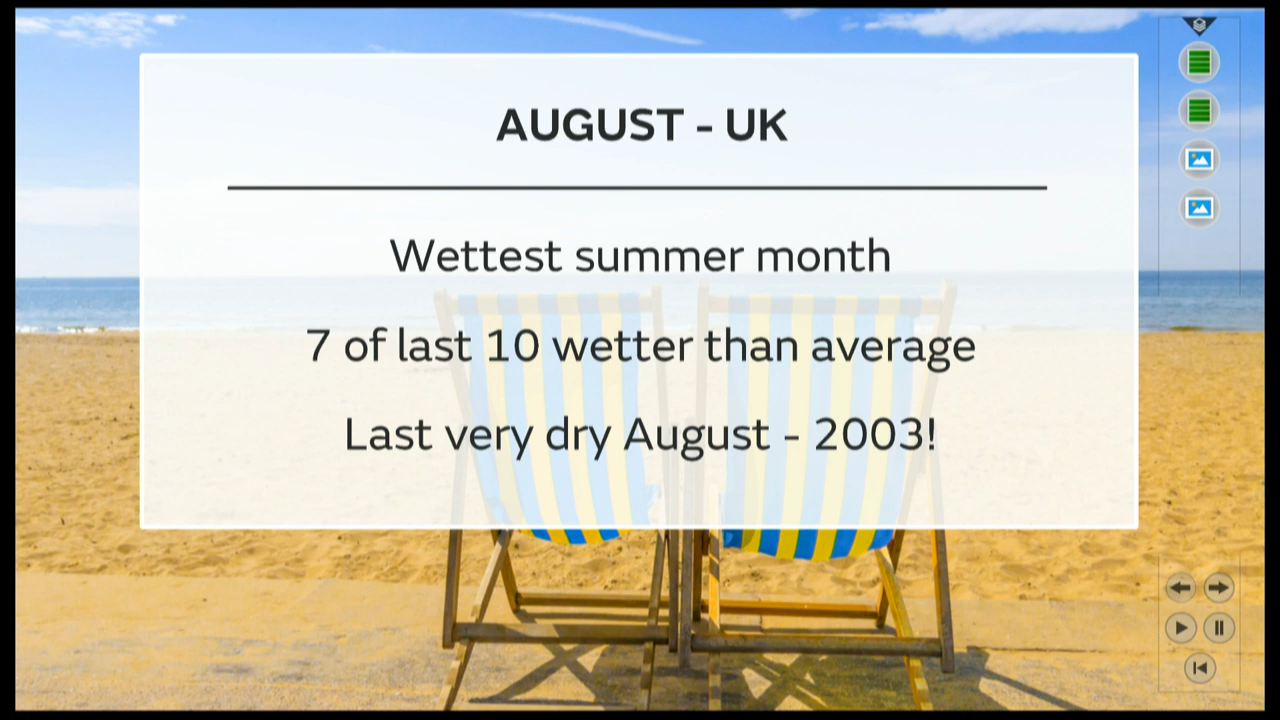 AUGUST - UK
Wettest summer month
7 of last 10 wetter than average
Last very dry August - 2003!